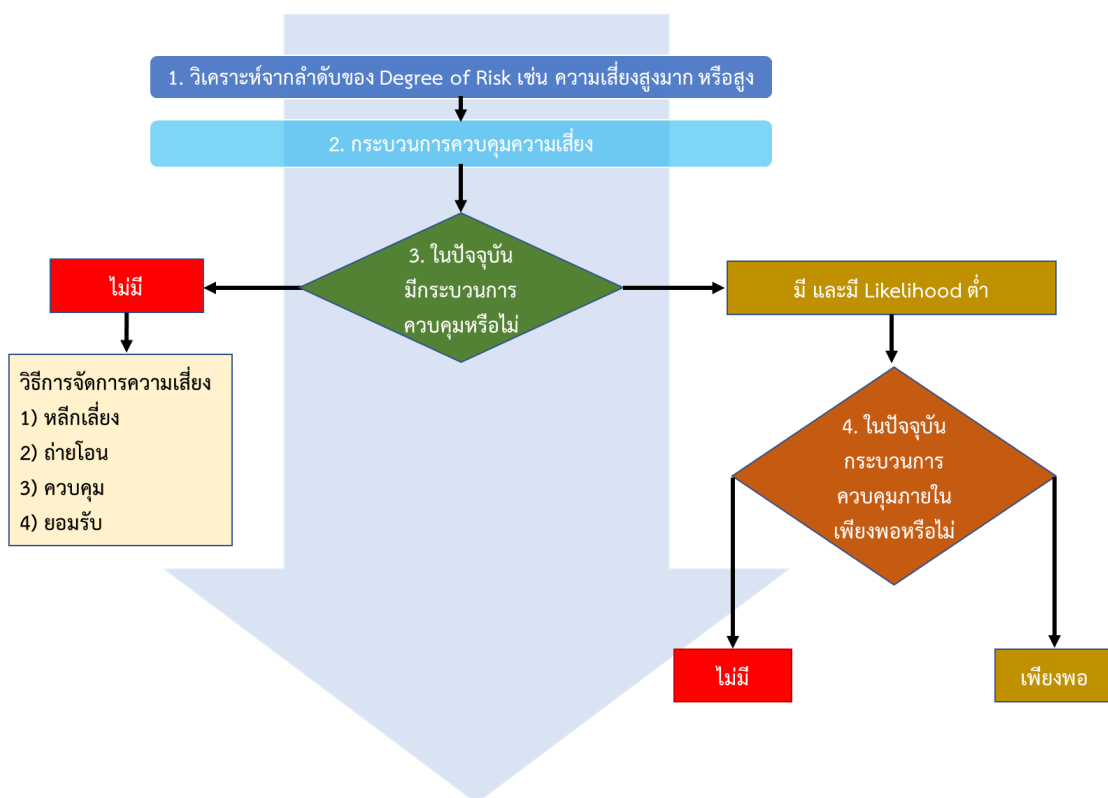 1. วิเคราะห์จากลำดับของ Degree of Risk เช่น ความเสี่ยงสูงมาก หรือสูง
2. กระบวนการควบคุมความเสี่ยง
3. ในปัจจุบัน
มีกระบวนการ
ควบคุมหรือไม่
ไม่มี
มี และมี Likelihood ต่ำ
วิธีการจัดการความเสี่ยง
1) หลีกเลี่ยง
2) ถ่ายโอน
3) ควบคุม
4) ยอมรับ
4. ในปัจจุบัน
กระบวนการ
ควบคุมภายใน
เพียงพอหรือไม่
ไม่มี
เพียงพอ